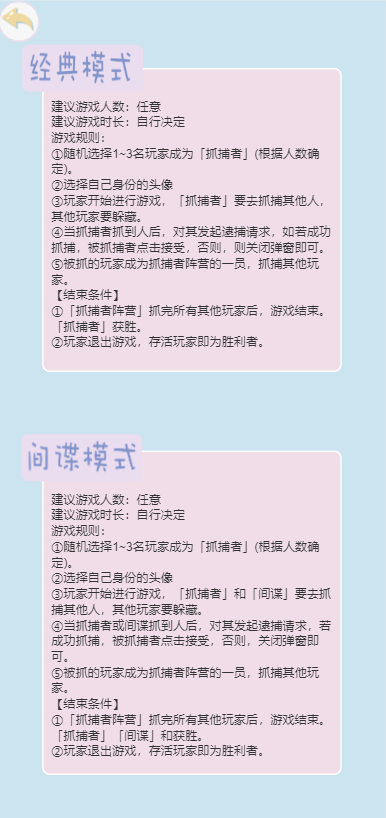 经典模式
建议游戏人数：任意
建议游戏时长：自行决定
游戏规则：
①随机选择1~3名玩家成为「抓捕者」(根据人数确
定)。
②选择自己身份的头像
③玩家开始进行游戏，「抓捕者」要去抓捕其他人，
其他玩家要躲藏。
④当抓捕者抓到人后，对其发起逮捕请求，如若成功
抓捕，被抓捕者点击接受，否则，则关闭弹窗即可。
⑤被抓的玩家成为抓捕者阵营的一员，抓捕其他玩
家。
【结束条件】
①「抓捕者阵营」抓完所有其他玩家后，游戏结束。
「抓捕者」获胜。
②玩家退出游戏，存活玩家即为胜利者。
间谍模式
建议游戏人数：任意
建议游戏时长：自行决定
游戏规则：
①随机选择1~3名玩家成为「抓捕者」(根据人数确
定)。
②选择自己身份的头像
③玩家开始进行游戏，「抓捕者」和「间谍」要去抓
捕其他人，其他玩家要躲藏。
④当抓捕者或间谍抓到人后，对其发起逮捕请求，若
成功抓捕，被抓捕者点击接受，否则，关闭弹窗即
可。
⑤被抓的玩家成为抓捕者阵营的一员，抓捕其他玩
家。
【结束条件】
①「抓捕者阵营」抓完所有其他玩家后，游戏结束。
「抓捕者」「间谍」和获胜。
②玩家退出游戏，存活玩家即为胜利者。